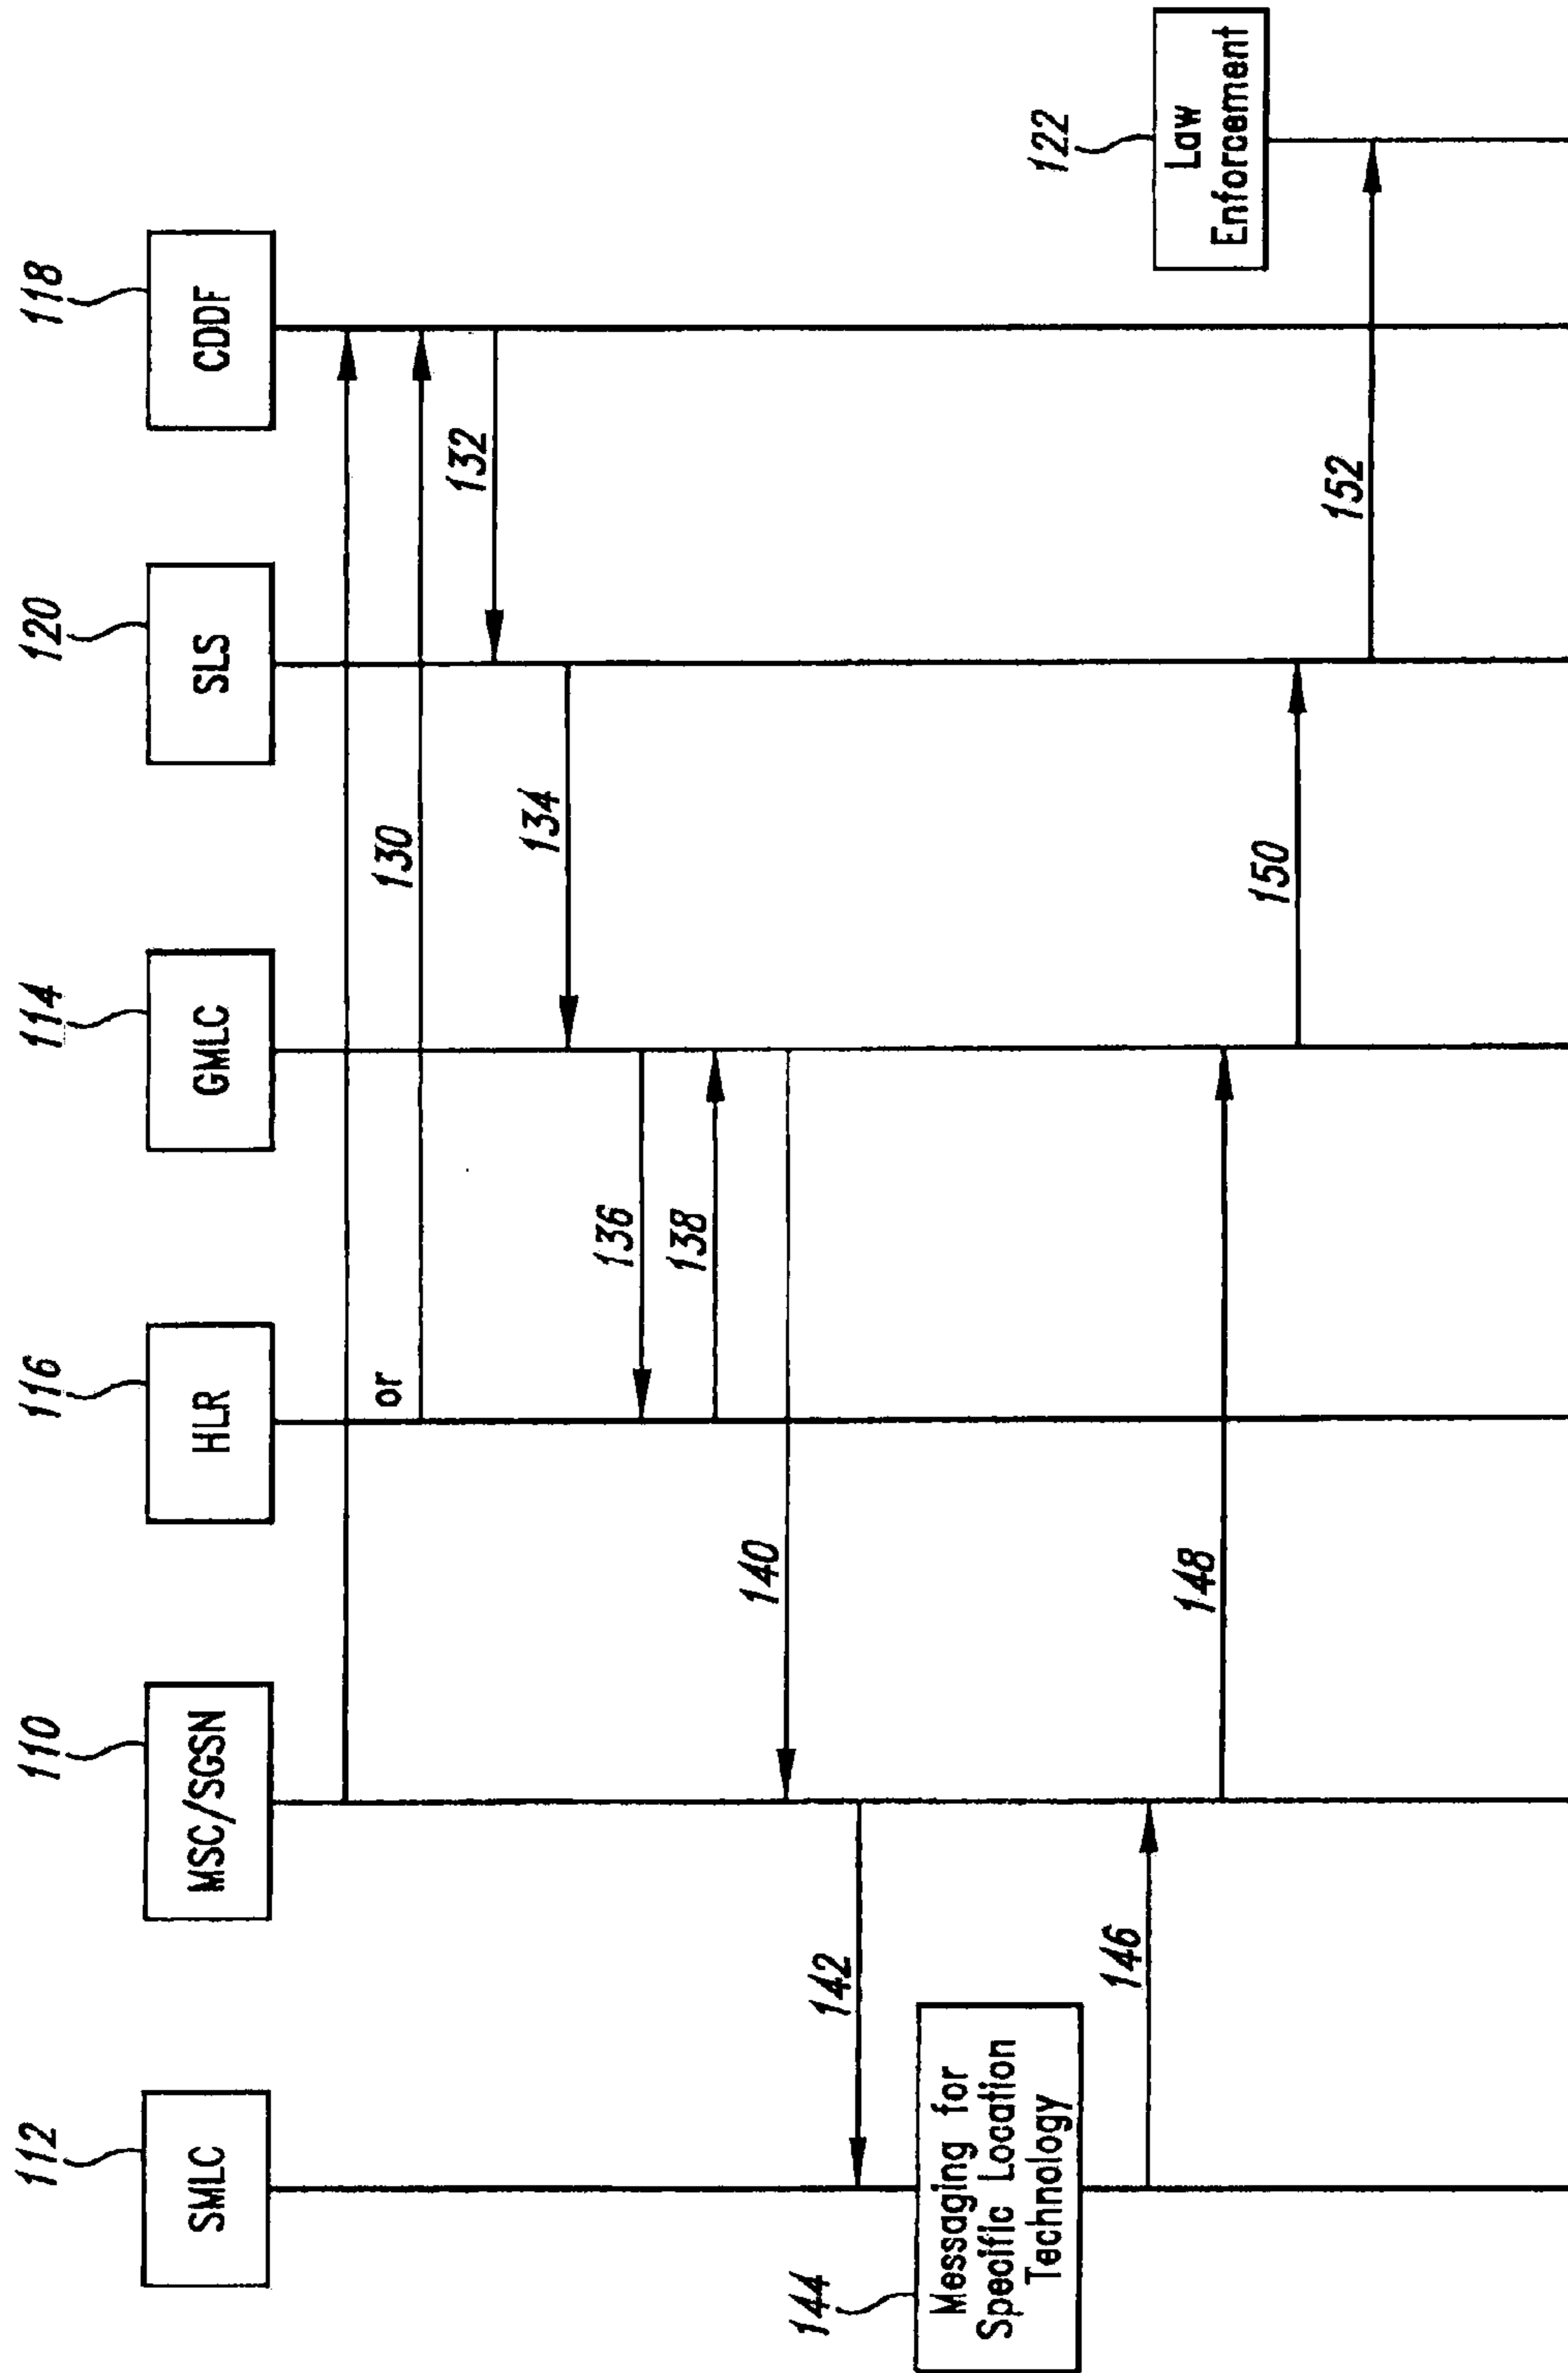 112
SMLC
110
MSC/SGSN
116
HLR
114
GMLC
120
SLS
118
CDDF
or
130
132
134
136
138
140
142
144
Messaging for
Specific Location
Technology
146
148
150
152
122
Law
Enforcement